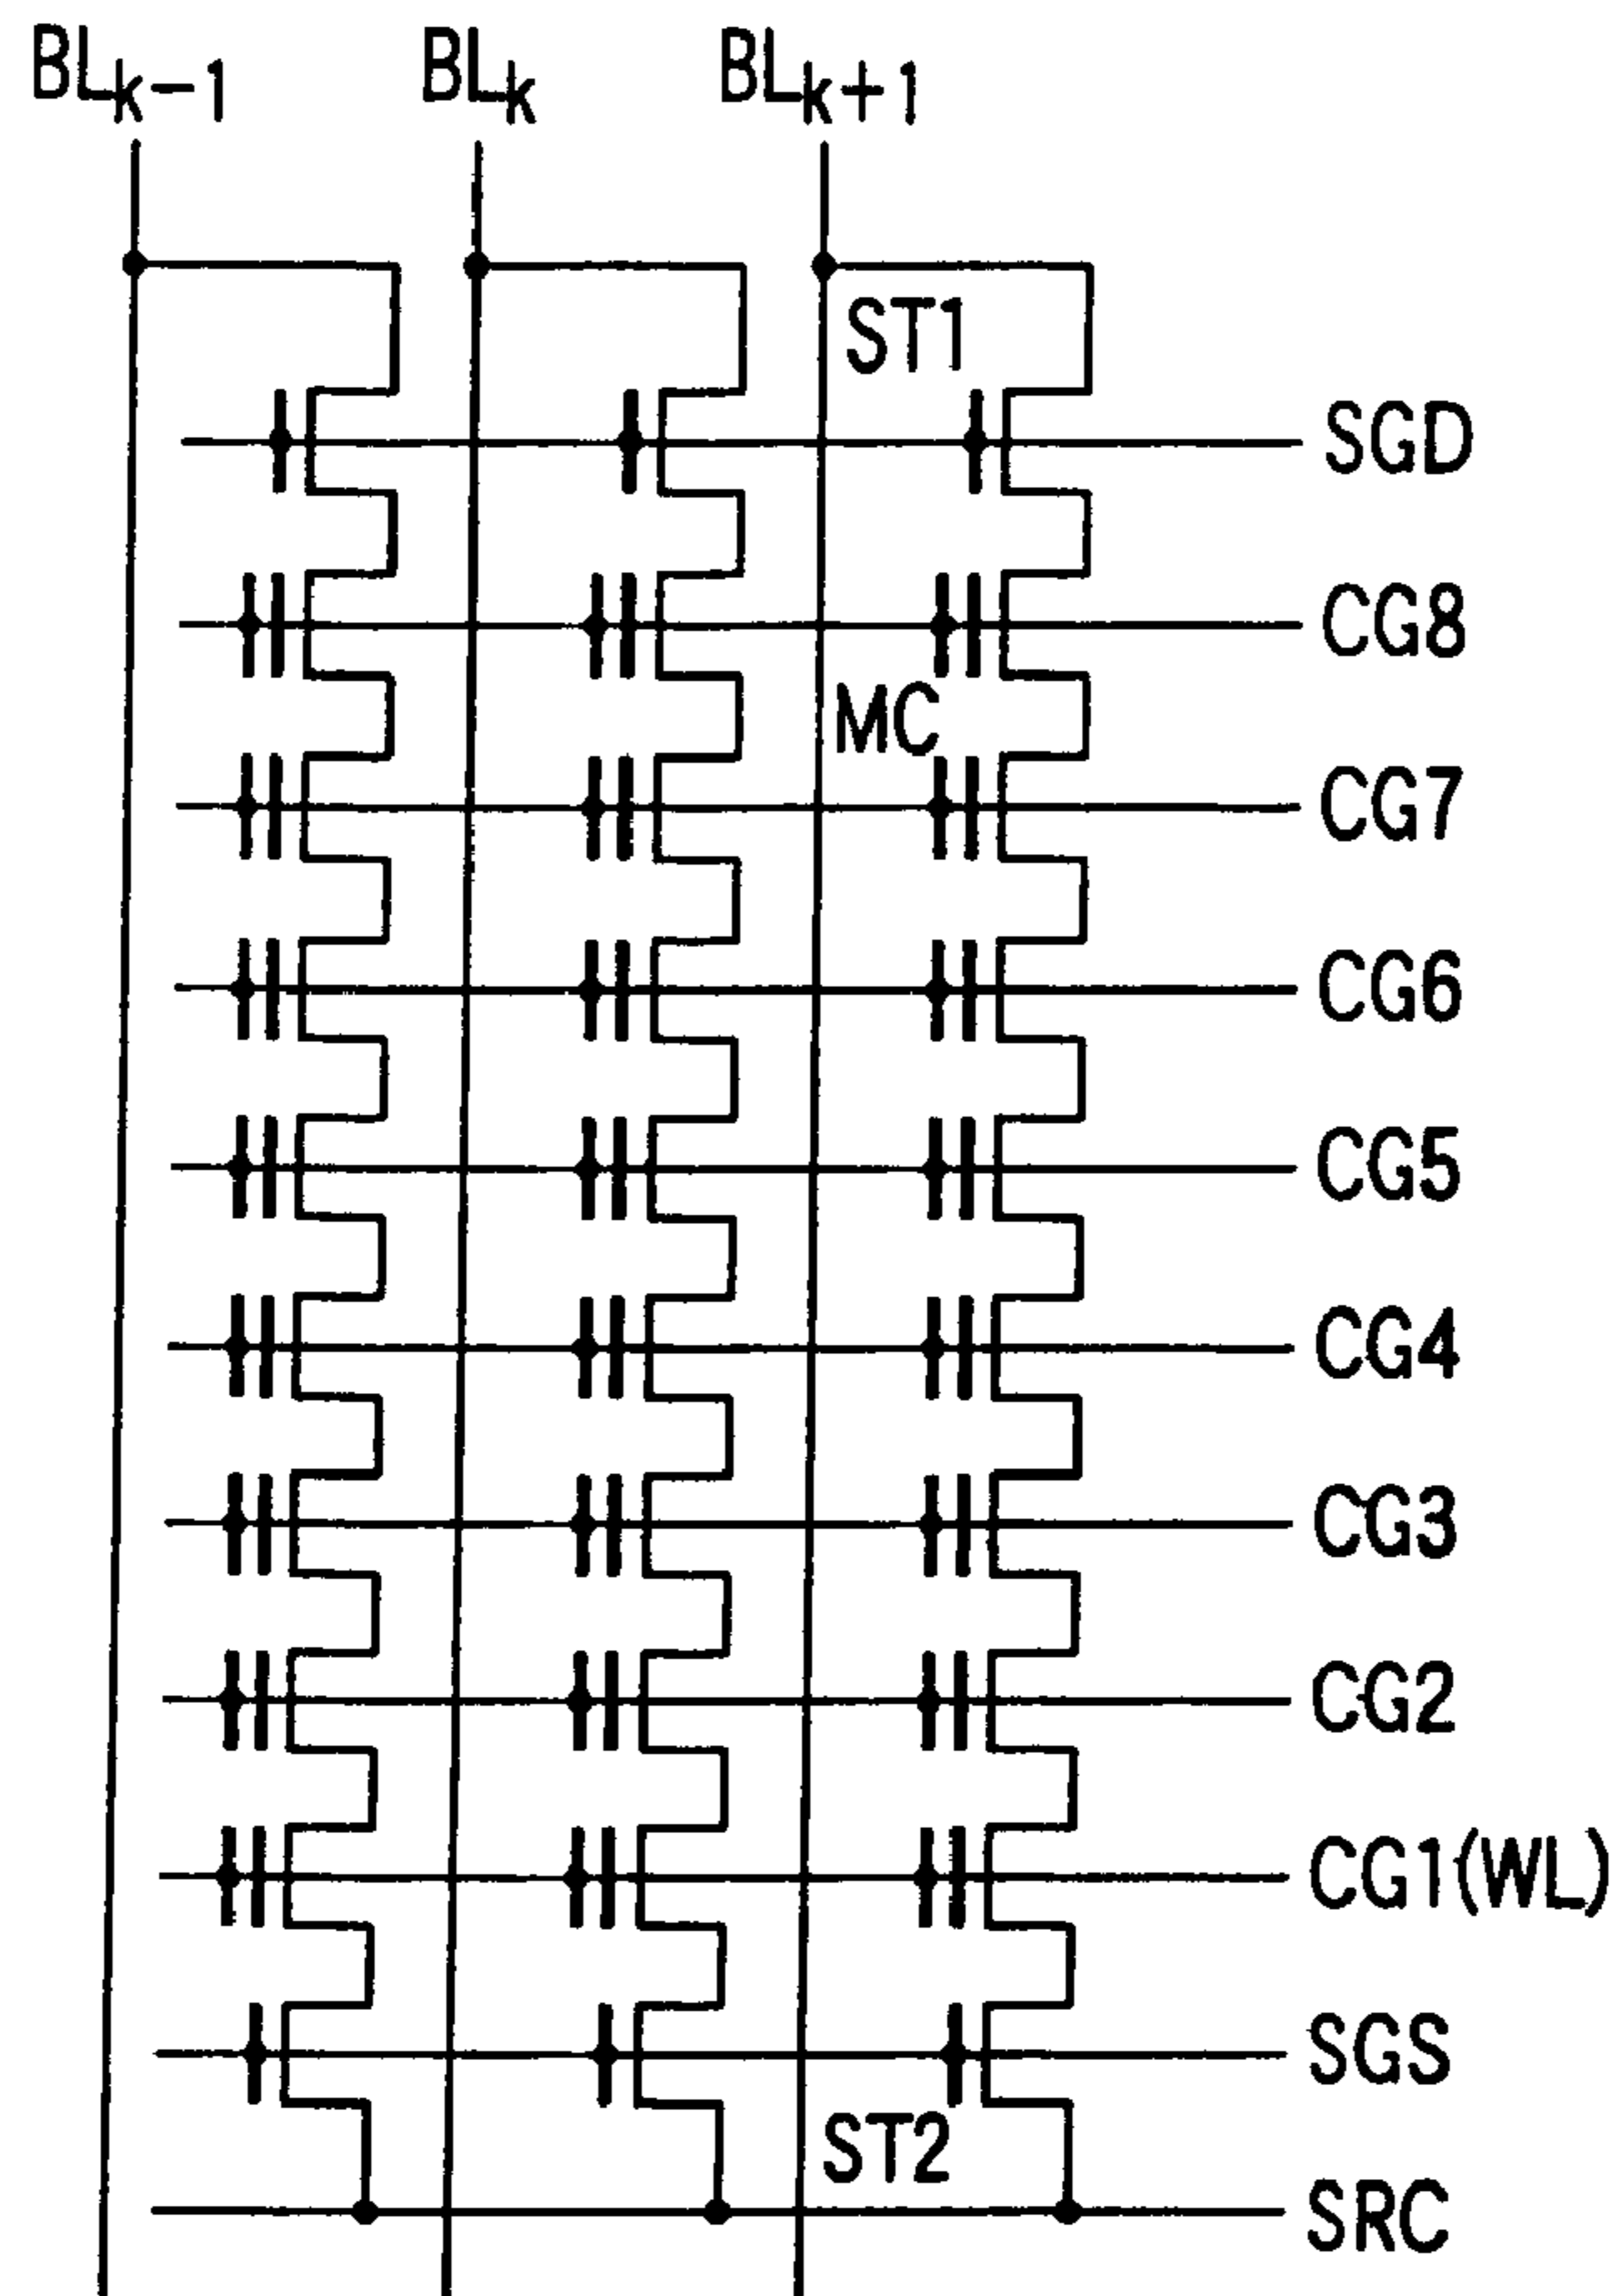 BLk-1 BLk BLk+1
ST1
SGD
CG8
MC
CG7
CG6
CG5
CG4
CG3
CG2
CG1(WL)
SGS
ST2
SRC